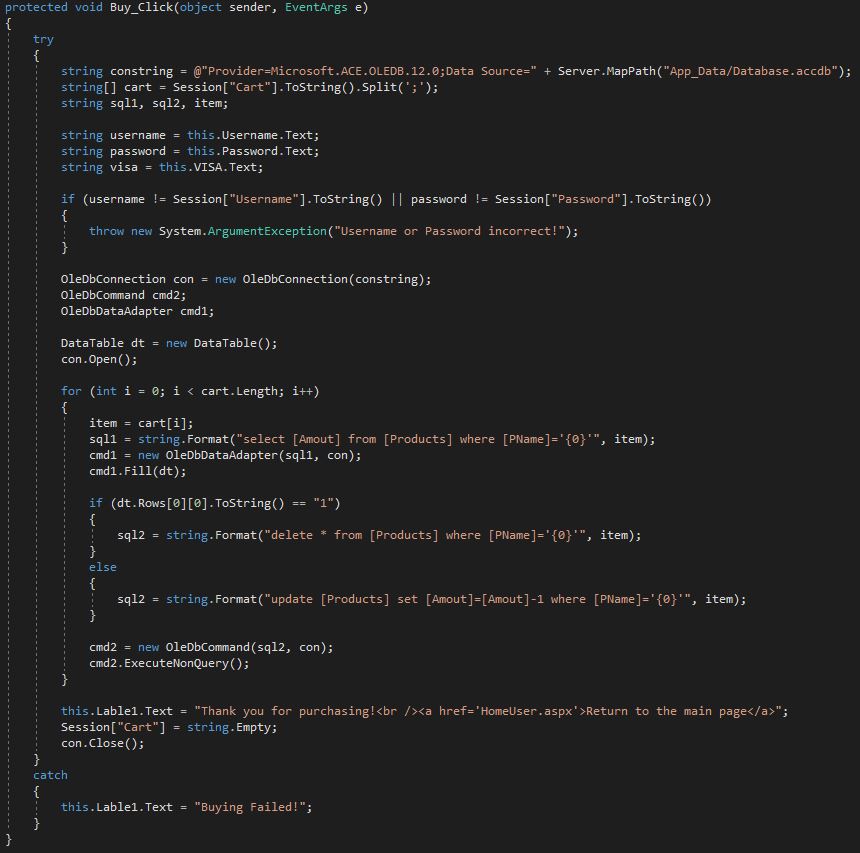 protected void Buy_Click(object sender, EventArgs e)
{
try
{
string constring = @"Provider=Microsoft.ACE.OLEDB.12.0;Data Source=" + Server.MapPath("App_Data/Database.accdb");
string[] cart = Session["Cart"].ToString().Split(';');
string sql1, sql2, item;
string username = this.Username.Text;
string password = this.Password.Text;
string visa = this.VISA.Text;
if (username != Session["Username"].ToString() || password != Session["Password"].ToString())
{
throw new System.ArgumentException("Username or Password incorrect!");
}
OleDbConnection con = new OleDbConnection(constring);
OleDbCommand cmd2;
OleDbDataAdapter cmd1;
DataTable dt = new DataTable();
con.Open();
for (int i = 0; i < cart.Length; i++)
{
item = cart[i];
sql1 = string.Format("select [Amout] from [Products] where [PName]='{0}'", item);
cmd1 = new OleDbDataAdapter(sql1, con);
cmd1.Fill(dt);
if (dt.Rows[0][0].ToString() == "1")
{
sql2 = string.Format("delete * from [Products] where [PName]='{0}'", item);
}
else
{
sql2 = string.Format("update [Products] set [Amout]=[Amout]-1 where [PName]='{0}'", item);
}
cmd2 = new OleDbCommand(sql2, con);
cmd2.ExecuteNonQuery();
}
this.Lable1.Text = "Thank you for purchasing!<br /><a href='HomeUser.aspx'>Return to the main page</a>";
Session["Cart"] = string.Empty;
con.Close();
}
catch
{
this.Lable1.Text = "Buying Failed!";
}
}